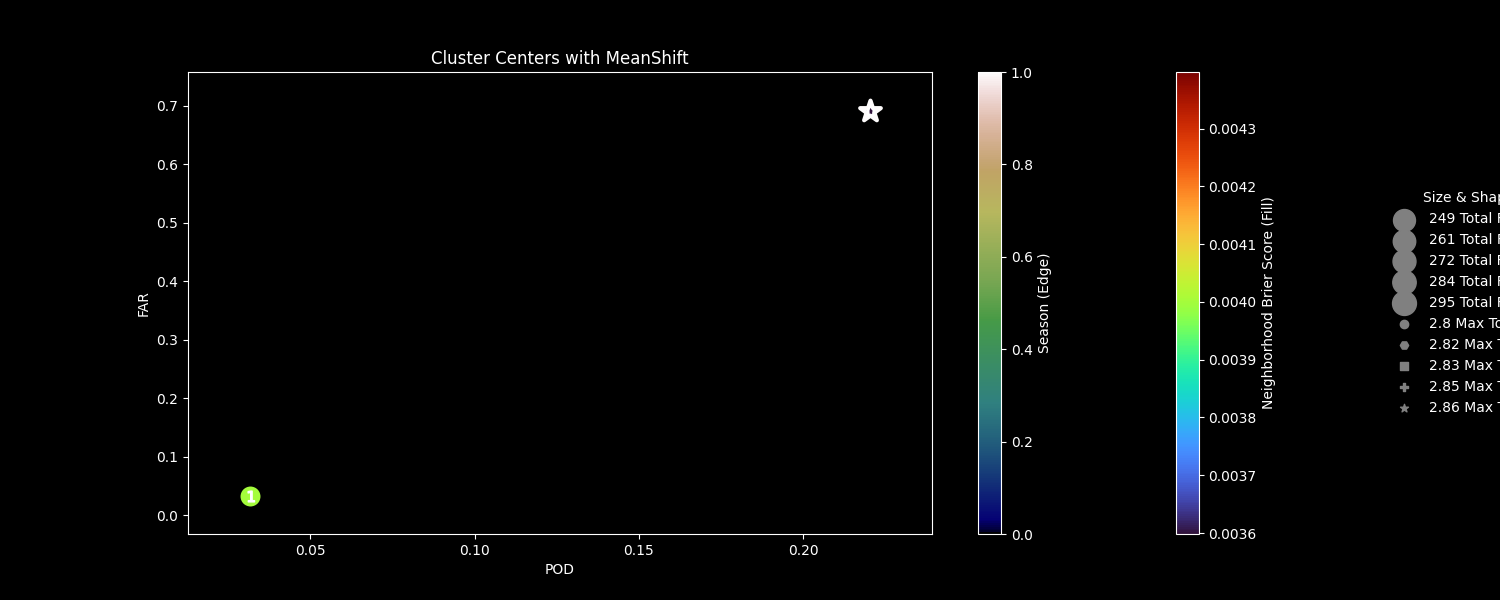 Cluster Centers with MeanShift
FAR
0.7
0.6
0.5
0.4
0.3
0.2
0.1
0.0
1
0.05
0.10
0.15
0.20
POD
1.0
0.8
0.6
0.4
0.2
0.0
Season (Edge)
0.0043
0.0042
0.0041
0.0040
0.0039
0.0038
0.0037
0.0036
Neighborhood Brier Score (Fill)
Size & Shap
249 Total F
261 Total F
272 Total F
284 Total F
295 Total F
2.8 Max To
2.82 Max T
2.83 Max T
2.85 Max T
2.86 Max T